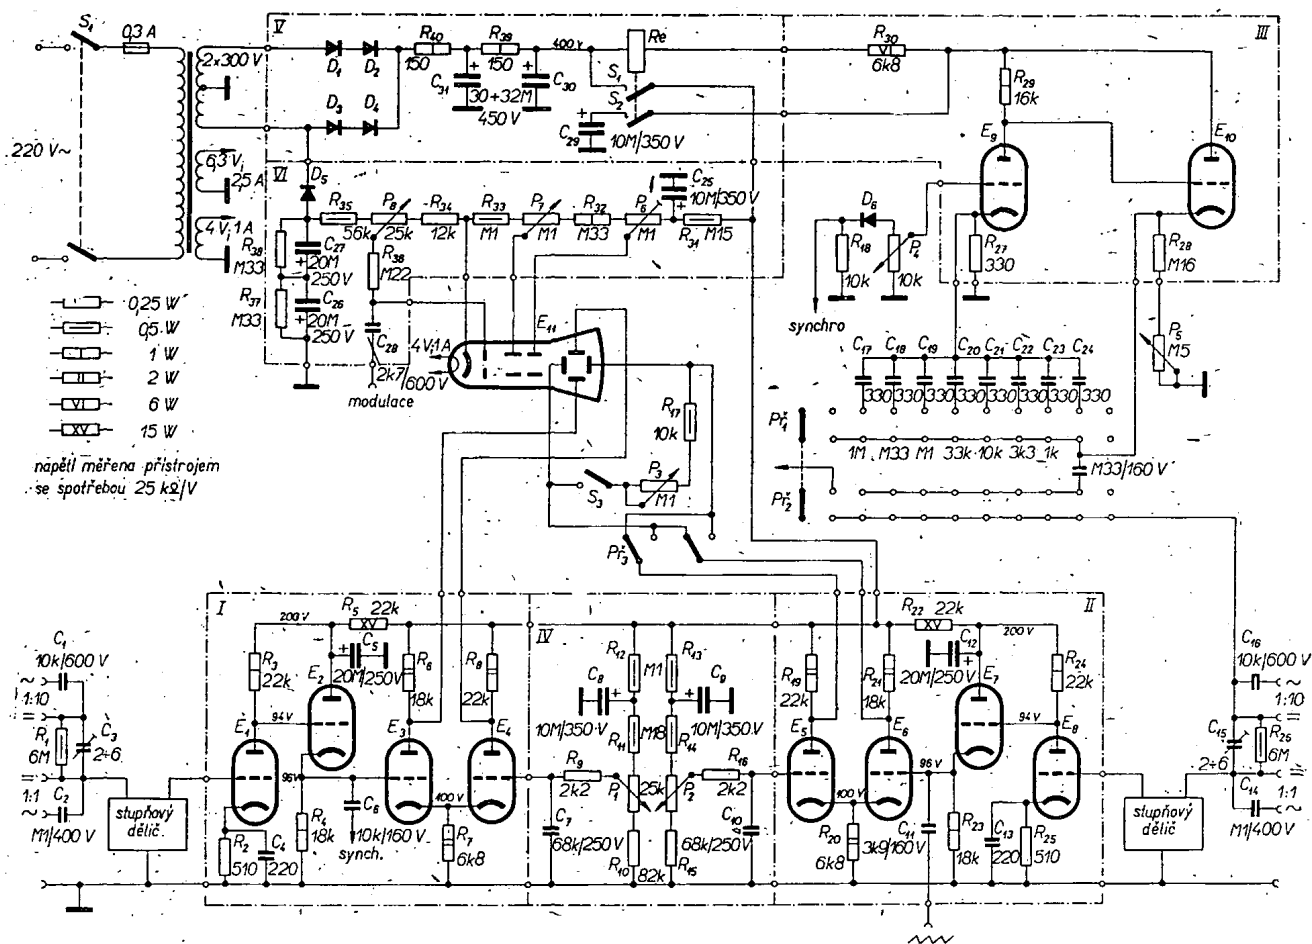 S₁
0,3 A
220 V~
2x300 V
6,3 V,
2,5 A
4 V, 1 A
V
D₁
D₂
D₃
D₄
R₄₀
150
R₃₉
150
C₃₁
30+32M
450 V
C₃₀
400 V
Re
S₁
S₂
C₂₉
10M/350 V
R₃₀
6k8
III
R₂₉
16k
E₉
E₁₀
VI
D₅
R₃₅
56k
P₈
25k
R₃₄
12k
R₃₃
M1
P₇
M1
R₃₂
M33
P₆
M1
C₂₅
10M/350 V
R₃₁
M15
R₃₈
M33
C₂₇
20M
250 V
R₃₇
M33
C₂₆
20M
250 V
R₃₆
M22
C₂₈
2k7/600 V
modulace
4 V, 1 A
E₁₁
D₆
R₁₈
10k
P₄
10k
synchro
R₂₇
330
R₂₈
M16
P₅
M5
0,25 W
0,5 W
1 W
2 W
6 W
15 W
napětí měřena přístrojem
se spotřebou 25 kΩ/V
C₁₇ C₁₈ C₁₉ C₂₀ C₂₁ C₂₂ C₂₃ C₂₄
330 330 330 330 330 330 330 330
Př₁
1M M33 M1 33k 10k 3k3 1k
M33/160 V
Př₂
R₁₇
10k
S₃
P₃
M1
Př₃
I
200 V
R₅ 22k
XV
R₃
22k
E₂
C₅
20M/250 V
R₆
18k
R₈
22k
C₁
10k/600 V
~
1:10
R₁
6M
C₃
2÷6
1:1
~
C₂
M1/400 V
stupňový
dělič
E₁
94 V
96 V
E₃
E₄
R₂
510
C₄
220
R₄
18k
C₆
10k/160 V
synch.
100 V
R₇
6k8
IV
R₁₂
M1
R₁₃
C₈
10M/350 V
C₉
10M/350 V
R₁₁
M18
R₁₄
R₉
2k2
P₁
25k
P₂
R₁₆
2k2
C₇
68k/250 V
R₁₀
82k
R₁₅
C₁₀
68k/250 V
II
R₂₂ 22k
XV
200 V
R₁₉
22k
R₂₁
18k
C₁₂
20M/250 V
E₇
R₂₄
22k
E₅
E₆
94 V
E₈
96 V
100 V
R₂₀
6k8
C₁₁
3k9/160 V
R₂₃
18k
C₁₃
220
R₂₅
510
stupňový
dělič
C₁₆
10k/600 V
~
1:10
C₁₅
2÷6
R₂₆
6M
1:1
~
C₁₄
M1/400 V